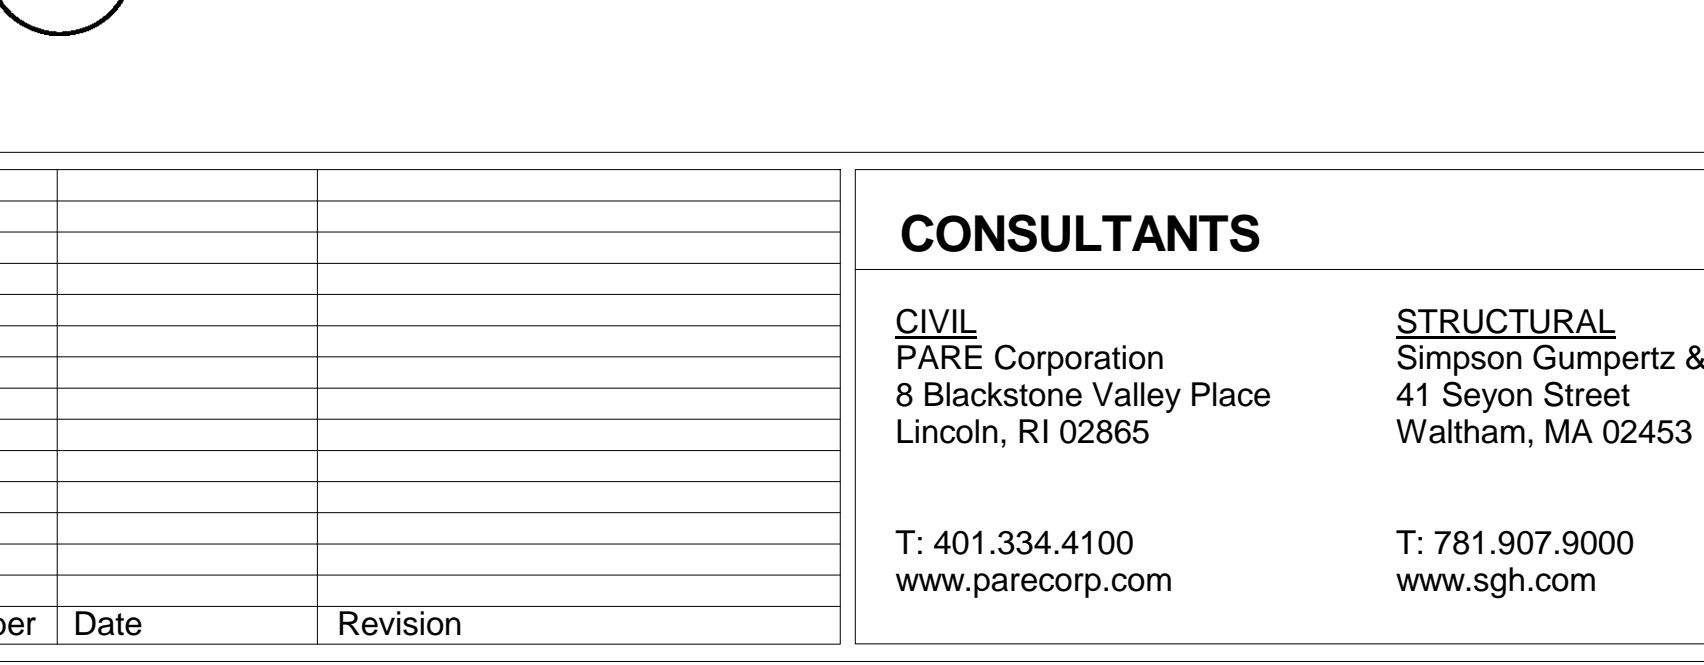 CONSULTANTS
CIVIL
PARE Corporation
8 Blackstone Valley Place
Lincoln, RI 02865
T: 401.334.4100
www.parecorp.com
STRUCTURAL
Simpson Gumpertz &
41 Seyon Street
Waltham, MA 02453
T: 781.907.9000
www.sgh.com
Date Revision